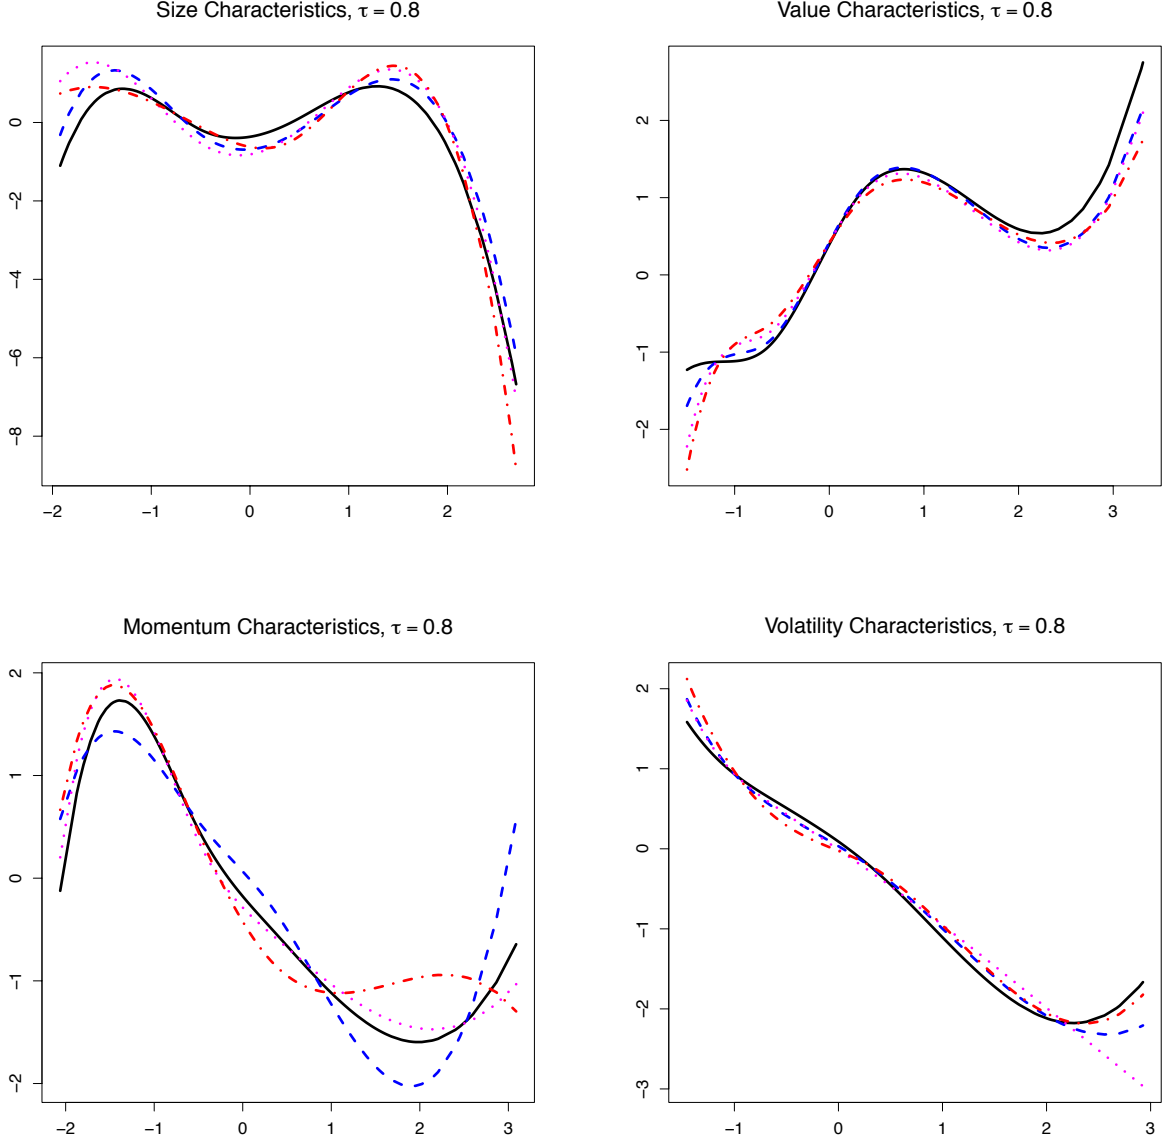 Size Characteristics, τ = 0.8
0
−2
−4
−6
−8
−2 −1 0 1 2
Value Characteristics, τ = 0.8
2
1
0
−1
−2
−1 0 1 2 3
Momentum Characteristics, τ = 0.8
2
1
0
−1
−2
−2 −1 0 1 2 3
Volatility Characteristics, τ = 0.8
2
1
0
−1
−2
−3
−1 0 1 2 3